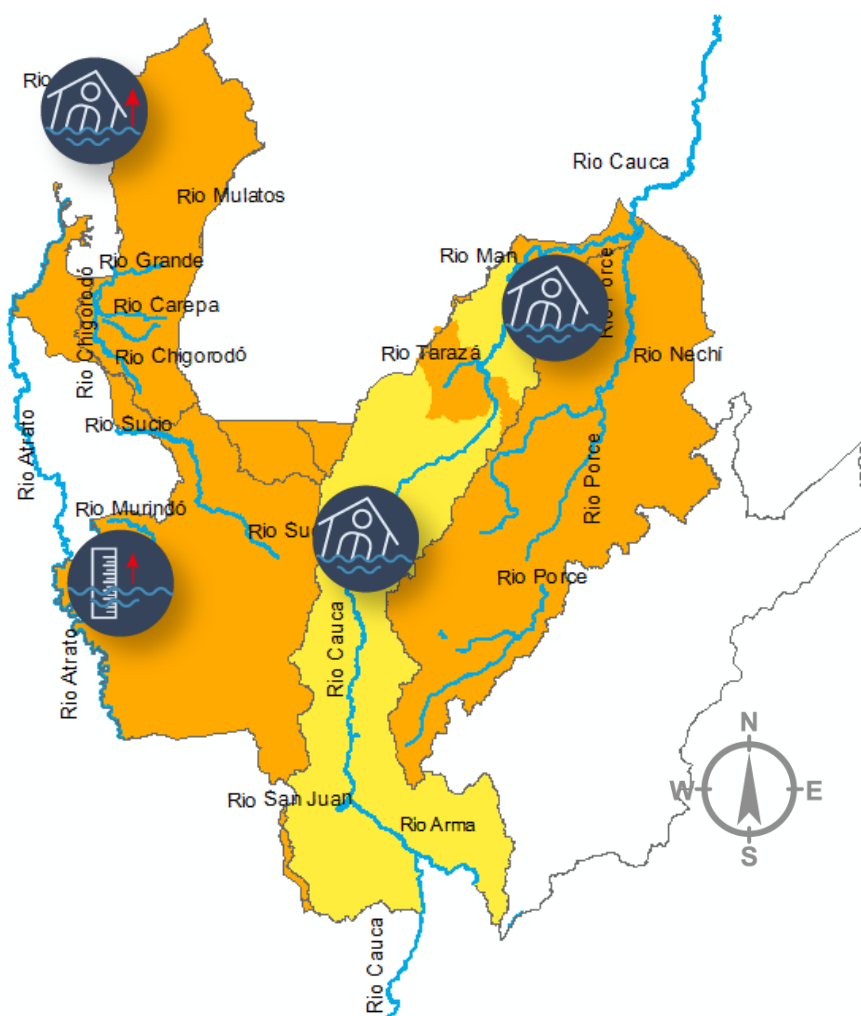 Rio
Rio Cauca
Rio Mulatos
Rio Man
Rio Grande
Rio Porce
Rio Carepa
Rio Chigorodó
Rio Tarazá
Rio Chigorodó
Rio Nechí
Rio Sucio
Rio Atrato
Rio Porce
Rio Murindó
Rio Su
Rio Porce
Rio Cauca
Rio Atrato
N
W
E
S
Rio San Juan
Rio Arma
Rio Cauca